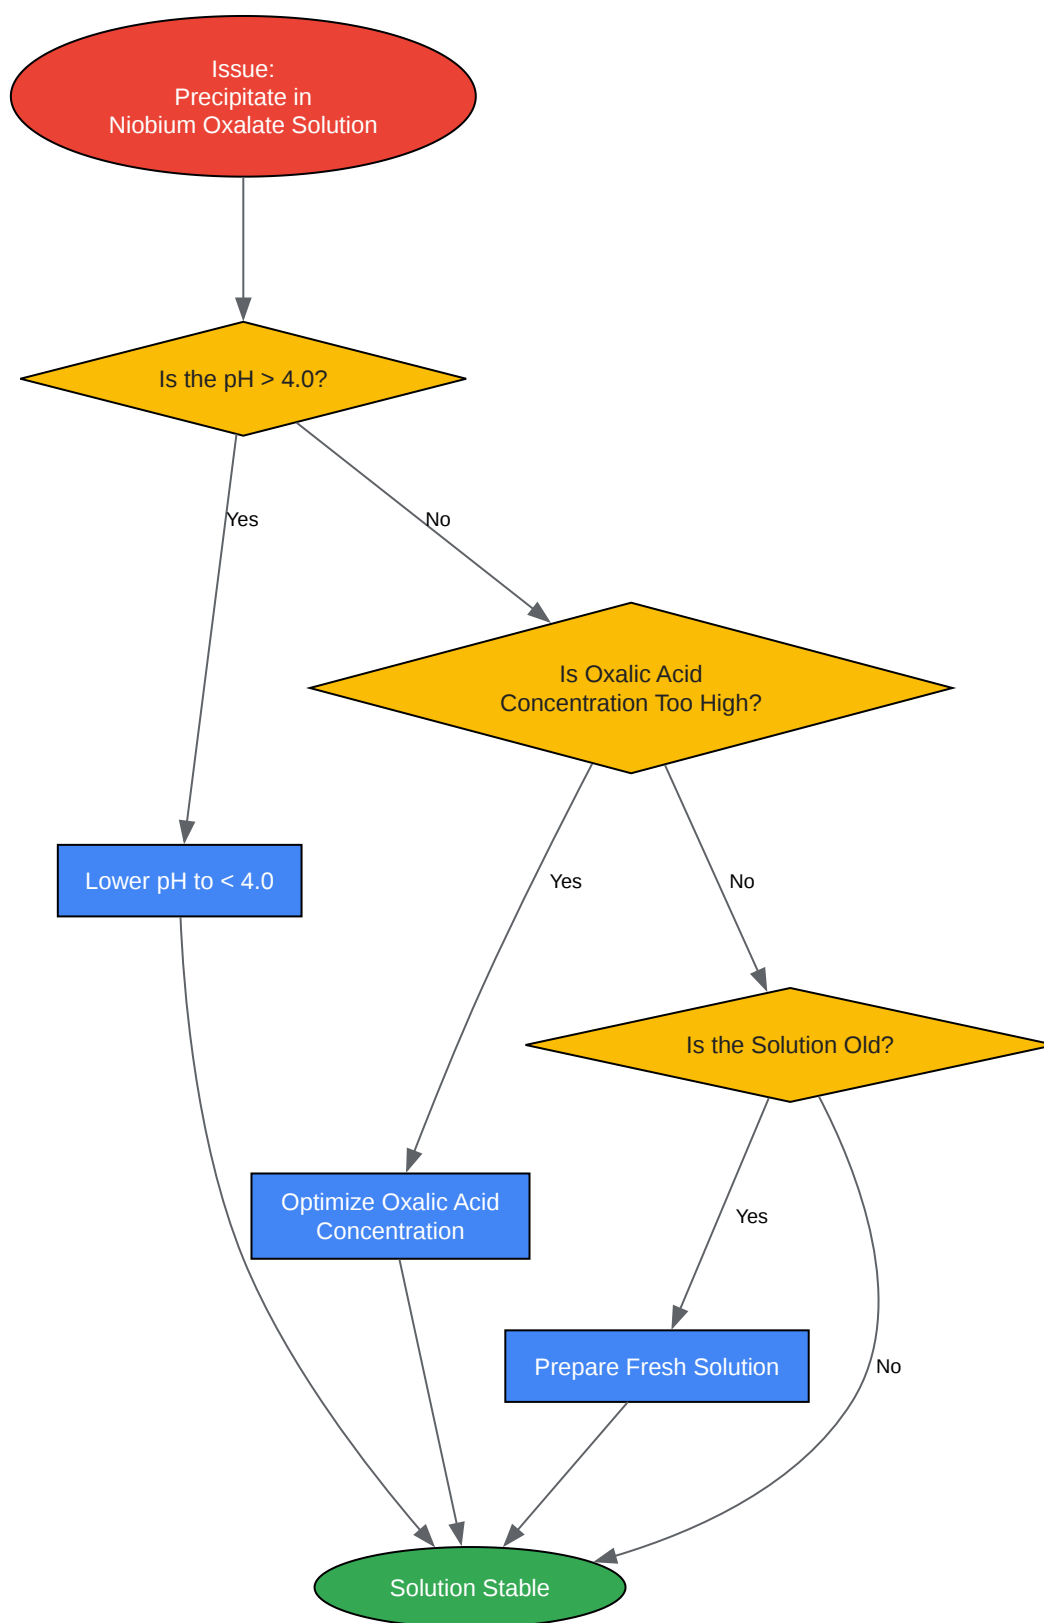 Issue:
Precipitate in
Niobium Oxalate Solution
Is the pH > 4.0?
Yes
No
Is Oxalic Acid
Concentration Too High?
Lower pH to < 4.0
Yes
No
Is the Solution Old?
Optimize Oxalic Acid
Concentration
Yes
Prepare Fresh Solution
No
Solution Stable